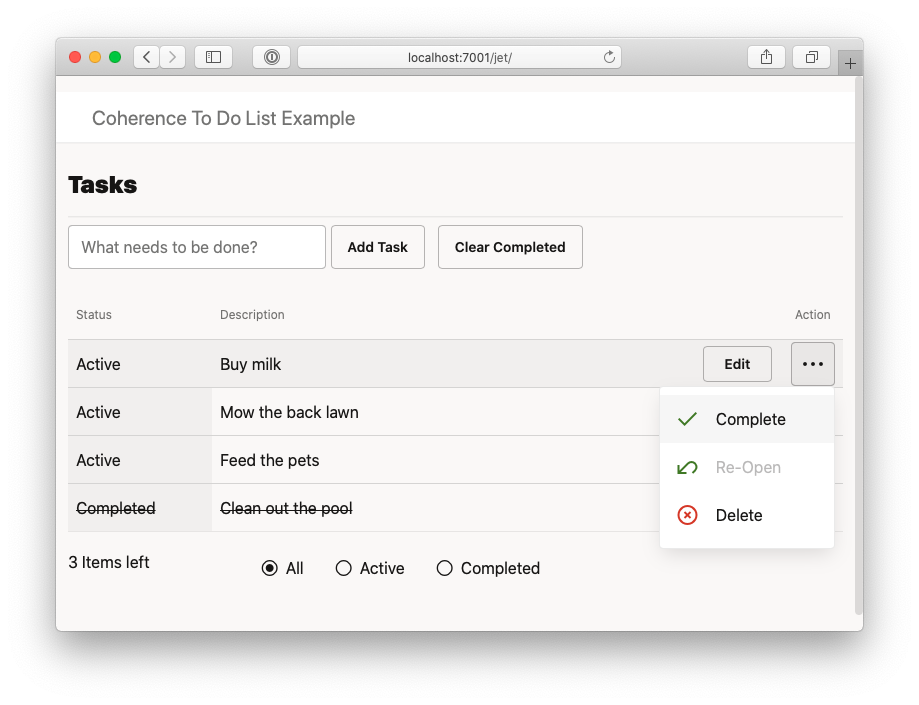 localhost:7001/jet/
Coherence To Do List Example
Tasks
What needs to be done? Add Task Clear Completed
Status Description Action
Active Buy milk Edit ...
Active Mow the back lawn Complete
Active Feed the pets Re-Open
Completed Clean out the pool Delete
3 Items left All Active Completed